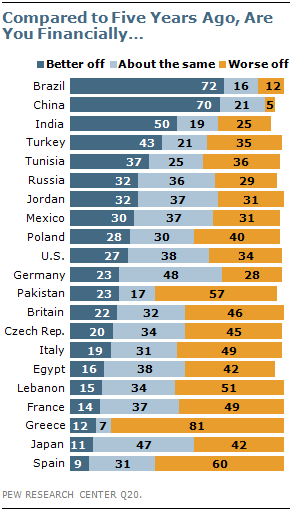 Compared to Five Years Ago, Are
You Financially...
Better off About the same Worse off
Brazil 72 16 12
China 70 21 5
India 50 19 25
Turkey 43 21 35
Tunisia 37 25 36
Russia 32 36 29
Jordan 32 37 31
Mexico 30 37 31
Poland 28 30 40
U.S. 27 38 34
Germany 23 48 28
Pakistan 23 17 57
Britain 22 32 46
Czech Rep. 20 34 45
Italy 19 31 49
Egypt 16 38 42
Lebanon 15 34 51
France 14 37 49
Greece 12 7 81
Japan 11 47 42
Spain 9 31 60
PEW RESEARCH CENTER Q20.